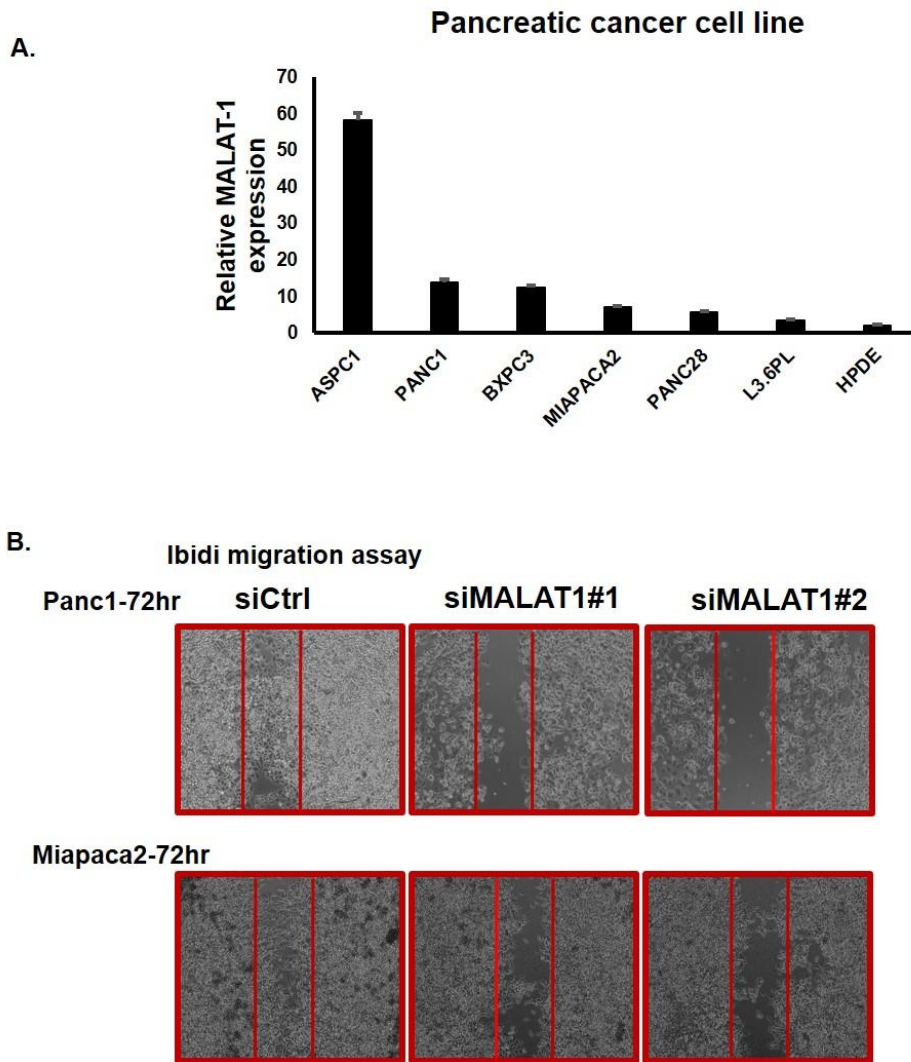 Pancreatic cancer cell line
A.
Relative MALAT-1
expression
70
60
50
40
30
20
10
0
ASPC1
PANC1
BXPC3
MIAPACA2
PANC28
L3.6PL
HPDE
B.
Ibidi migration assay
Panc1-72hr
siCtrl
siMALAT1#1
siMALAT1#2
Miapaca2-72hr